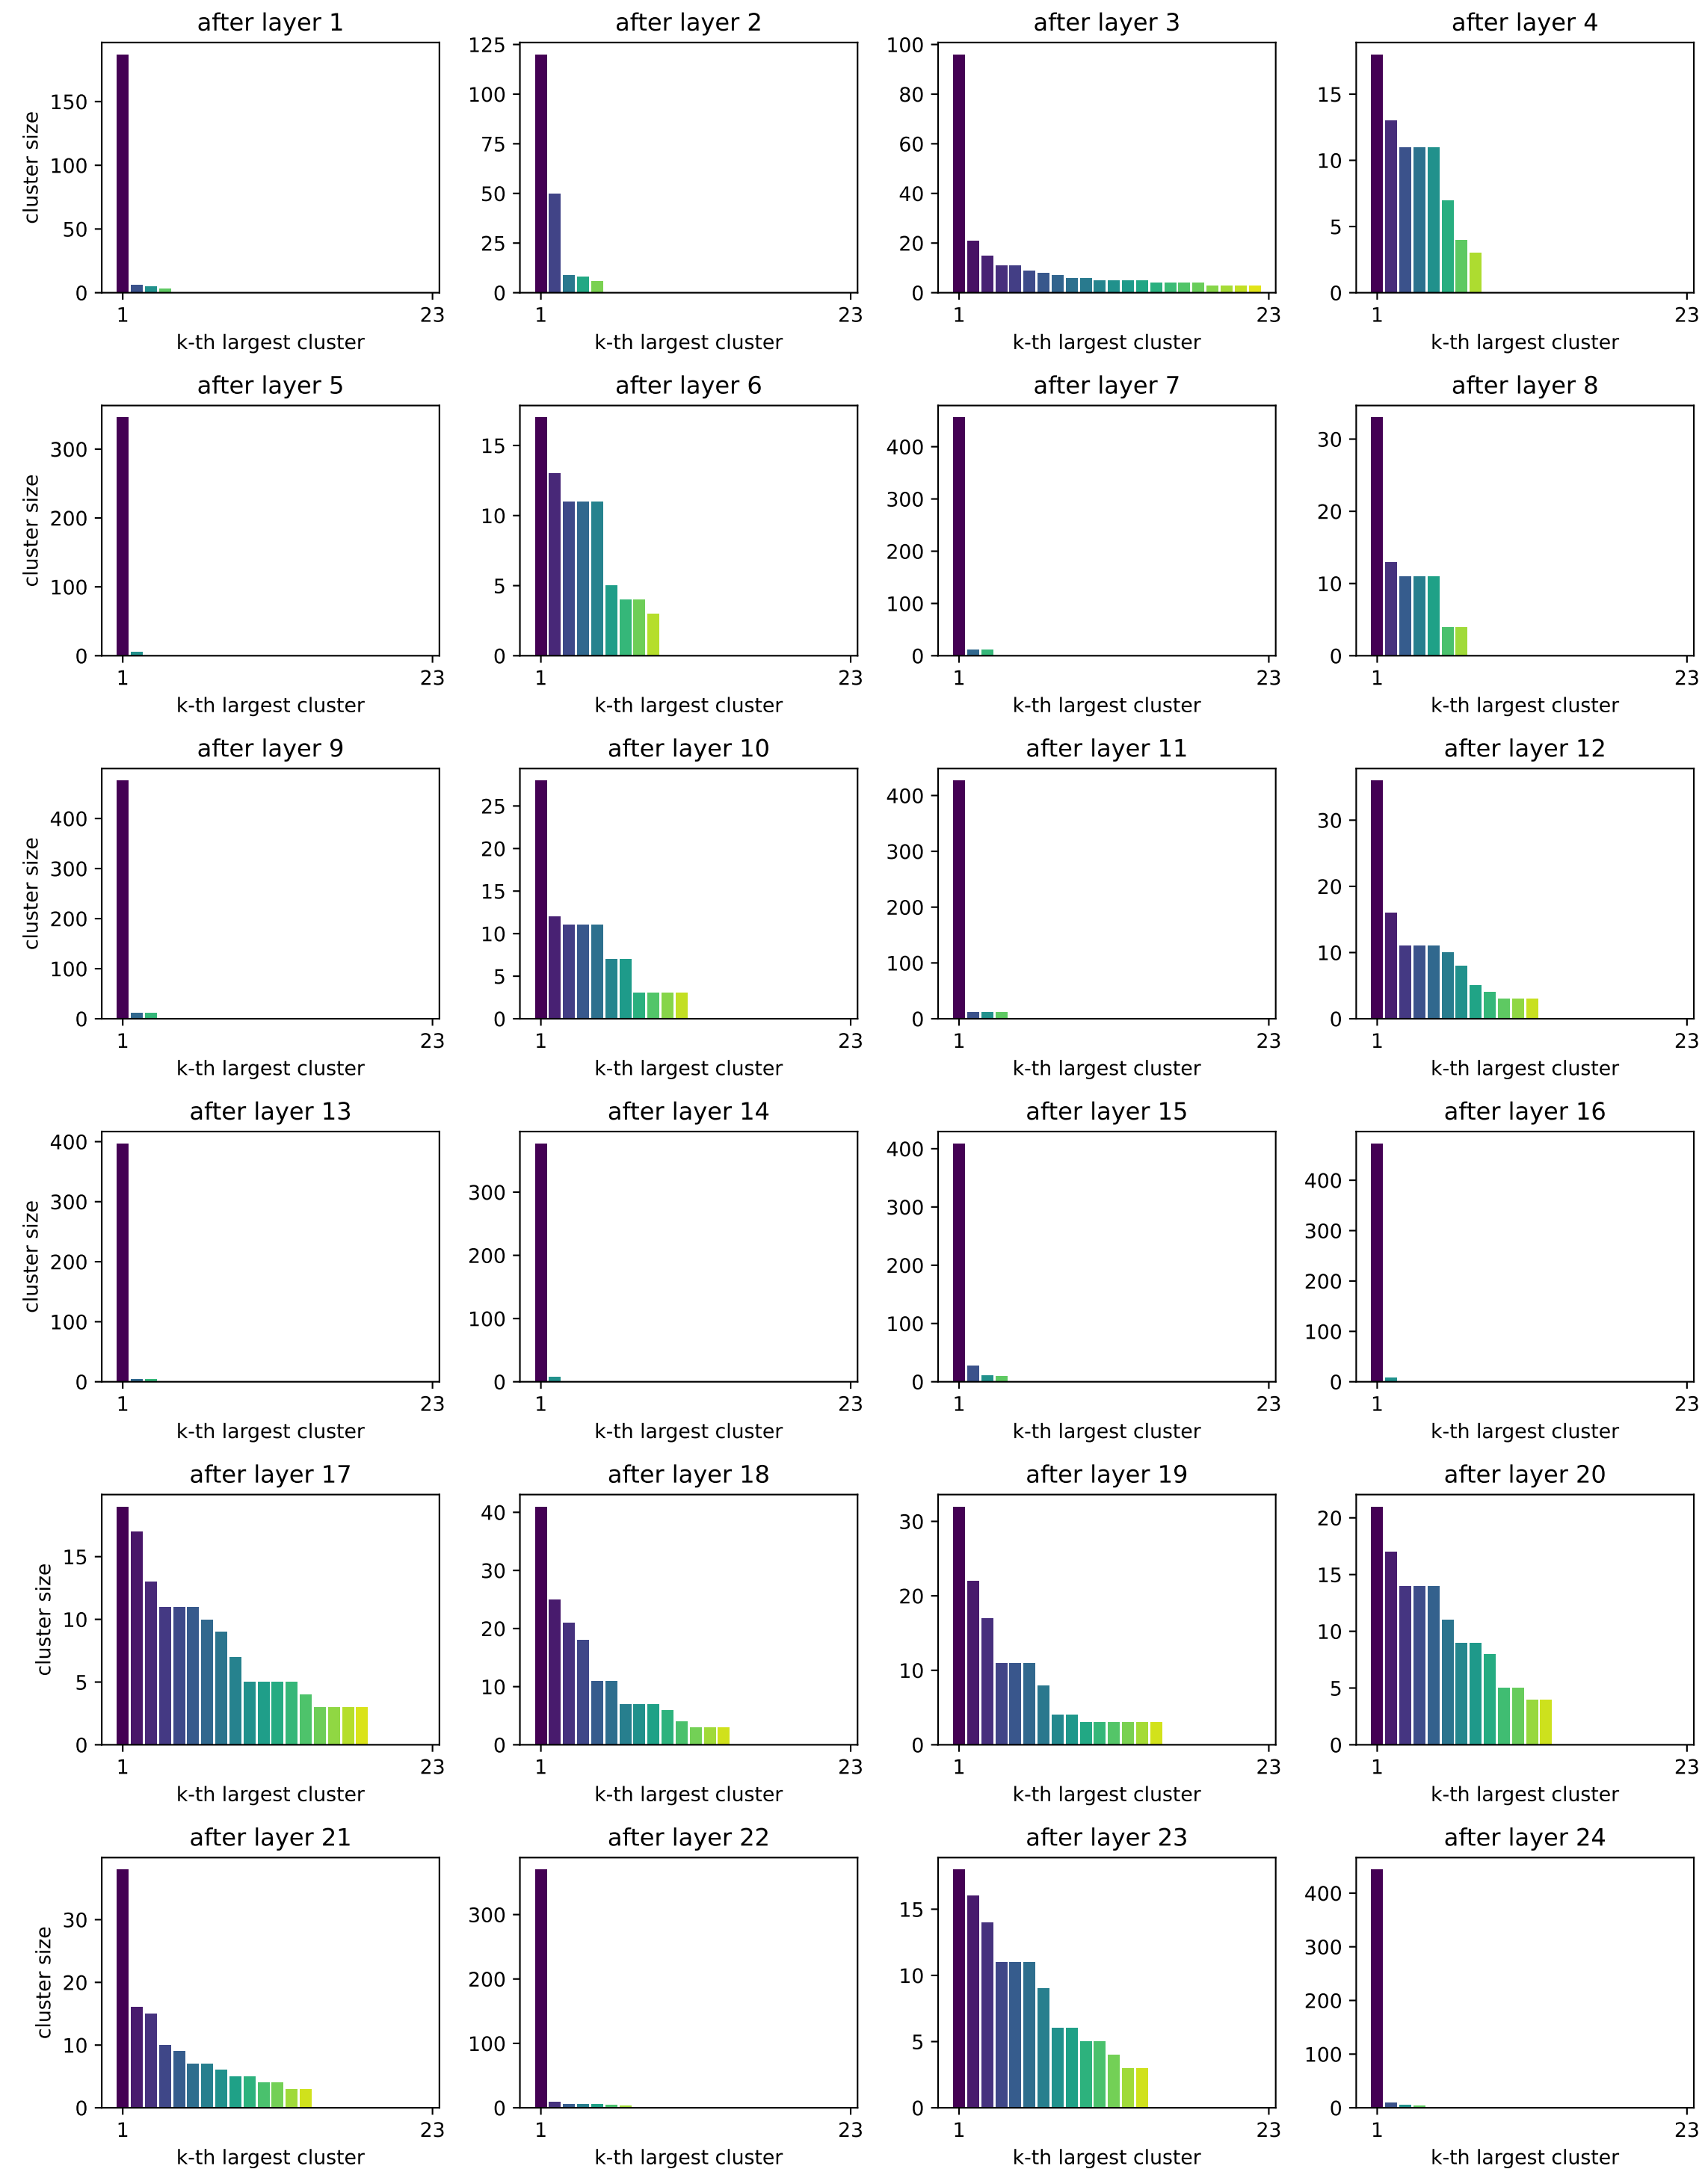 after layer 1
150
100
50
0
cluster size
1 23
k-th largest cluster
after layer 2
125
100
75
50
25
0
1 23
k-th largest cluster
after layer 3
100
80
60
40
20
0
1 23
k-th largest cluster
after layer 4
15
10
5
0
1 23
k-th largest cluster
after layer 5
300
200
100
0
cluster size
1 23
k-th largest cluster
after layer 6
15
10
5
0
1 23
k-th largest cluster
after layer 7
400
300
200
100
0
1 23
k-th largest cluster
after layer 8
30
20
10
0
1 23
k-th largest cluster
after layer 9
400
300
200
100
0
cluster size
1 23
k-th largest cluster
after layer 10
25
20
15
10
5
0
1 23
k-th largest cluster
after layer 11
400
300
200
100
0
1 23
k-th largest cluster
after layer 12
30
20
10
0
1 23
k-th largest cluster
after layer 13
400
300
200
100
0
cluster size
1 23
k-th largest cluster
after layer 14
300
200
100
0
1 23
k-th largest cluster
after layer 15
400
300
200
100
0
1 23
k-th largest cluster
after layer 16
400
300
200
100
0
1 23
k-th largest cluster
after layer 17
15
10
5
0
cluster size
1 23
k-th largest cluster
after layer 18
40
30
20
10
0
1 23
k-th largest cluster
after layer 19
30
20
10
0
1 23
k-th largest cluster
after layer 20
20
15
10
5
0
1 23
k-th largest cluster
after layer 21
30
20
10
0
cluster size
1 23
k-th largest cluster
after layer 22
300
200
100
0
1 23
k-th largest cluster
after layer 23
15
10
5
0
1 23
k-th largest cluster
after layer 24
400
300
200
100
0
1 23
k-th largest cluster